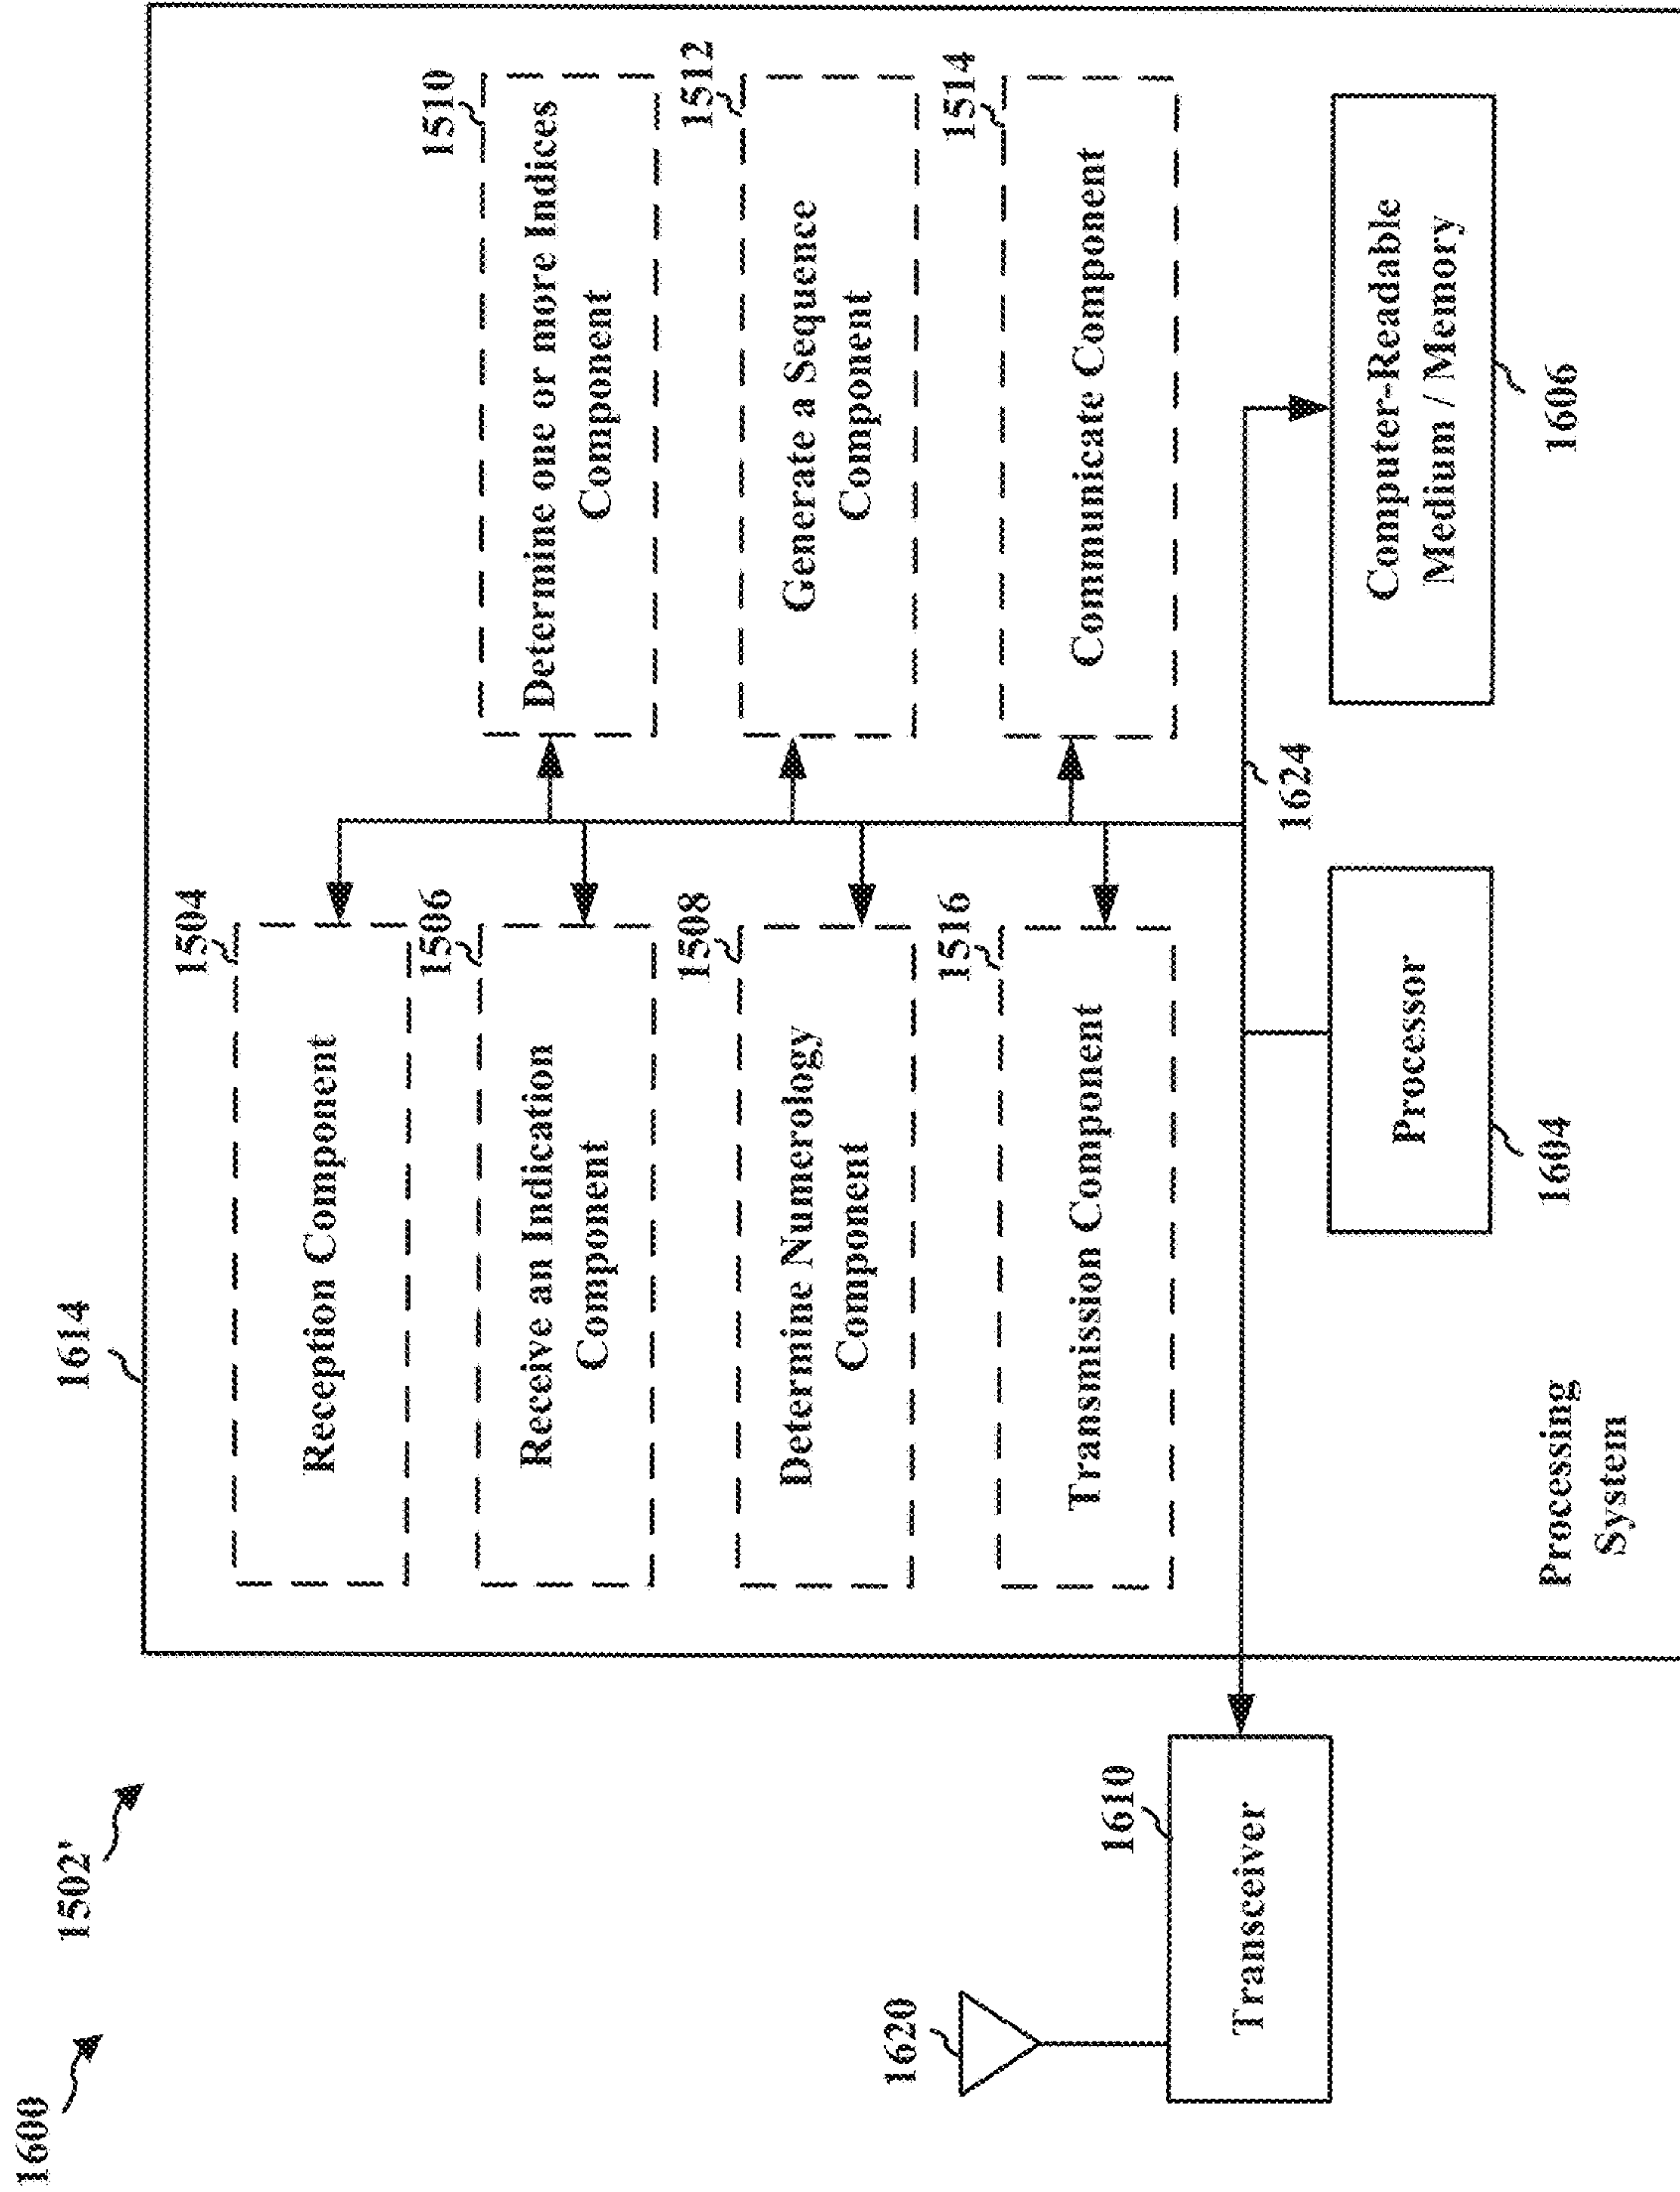 1600
1502'
1614
1504
Reception Component
1506
Receive an Indication
Component
1510
Determine one or more Indices
Component
1508
Determine Numerology
Component
1512
Generate a Sequence
Component
1516
Transmission Component
1514
Communicate Component
1620
1610
Transceiver
1624
Processor
1604
Computer-Readable
Medium / Memory
1606
Processing
System